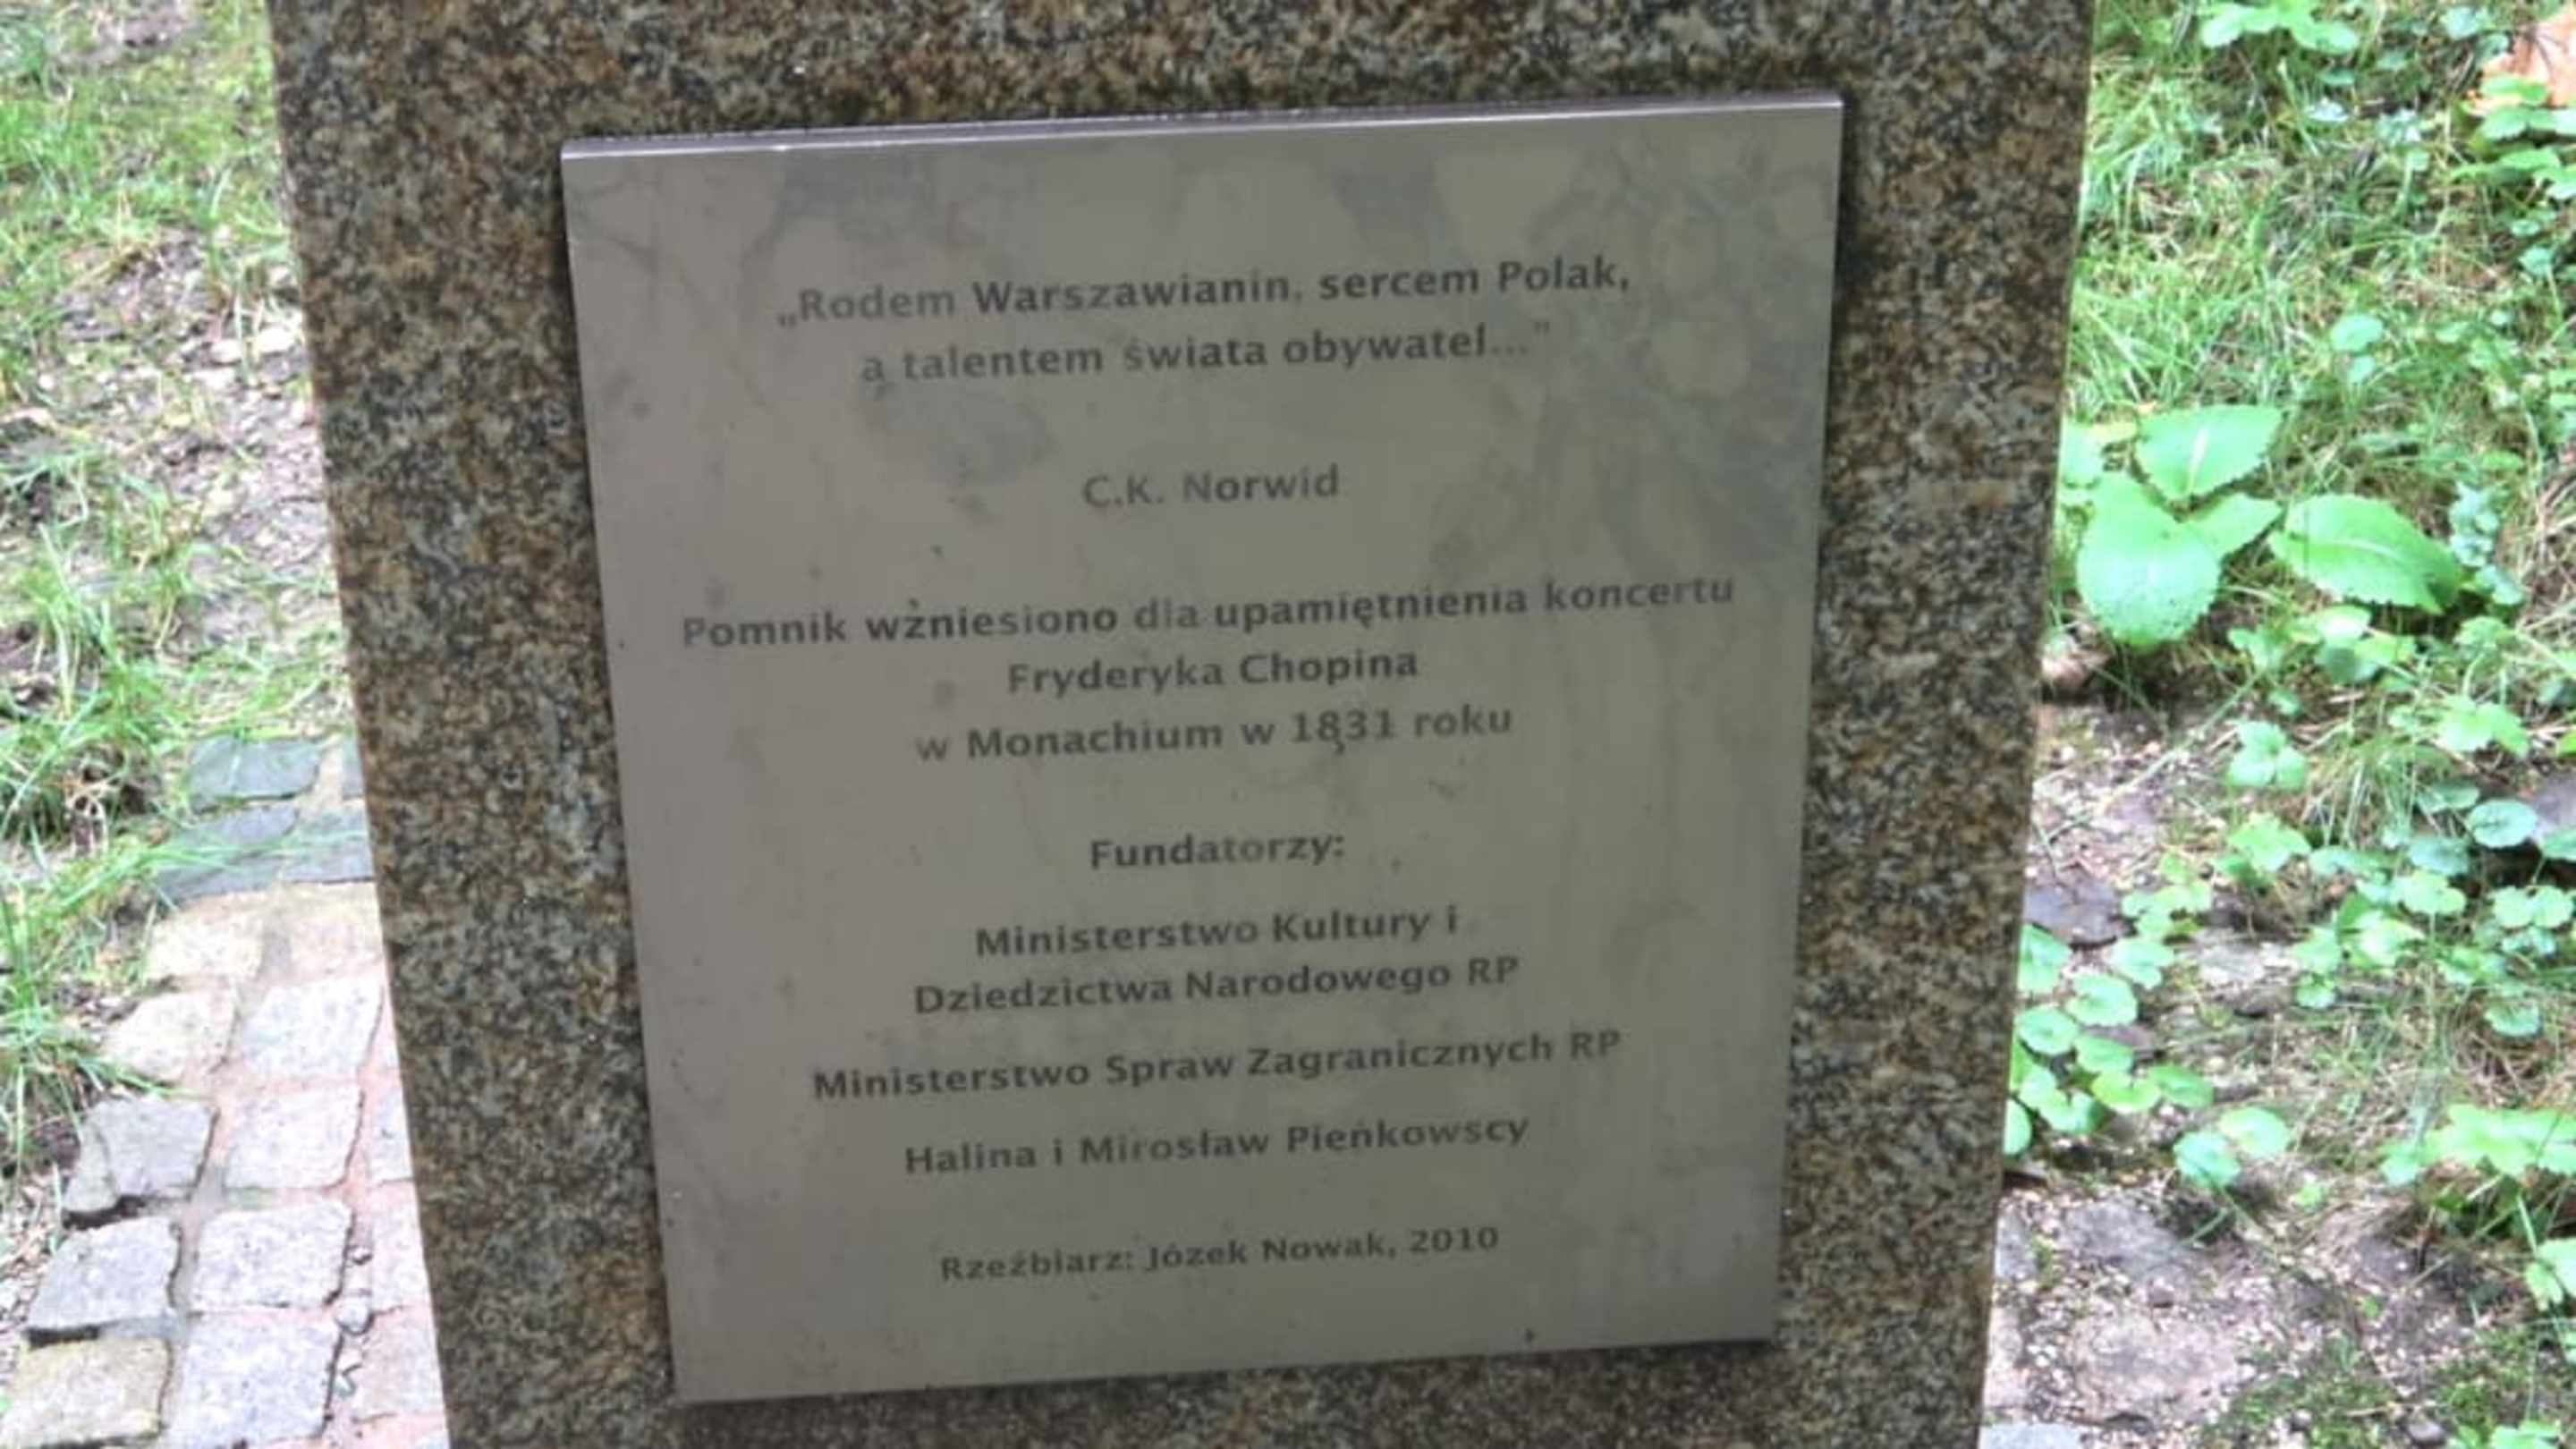 „Rodem Warszawianin, sercem Polak,
a talentem świata obywatel..."
C.K. Norwid
Pomnik wzniesiono dla upamiętnienia koncertu
Fryderyka Chopina
w Monachium w 1831 roku
Fundatorzy:
Ministerstwo Kultury i
Dziedzictwa Narodowego RP
Ministerstwo Spraw Zagranicznych RP
Halina i Mirosław Pieńkowscy
Rzeźbiarz: Józek Nowak, 2010